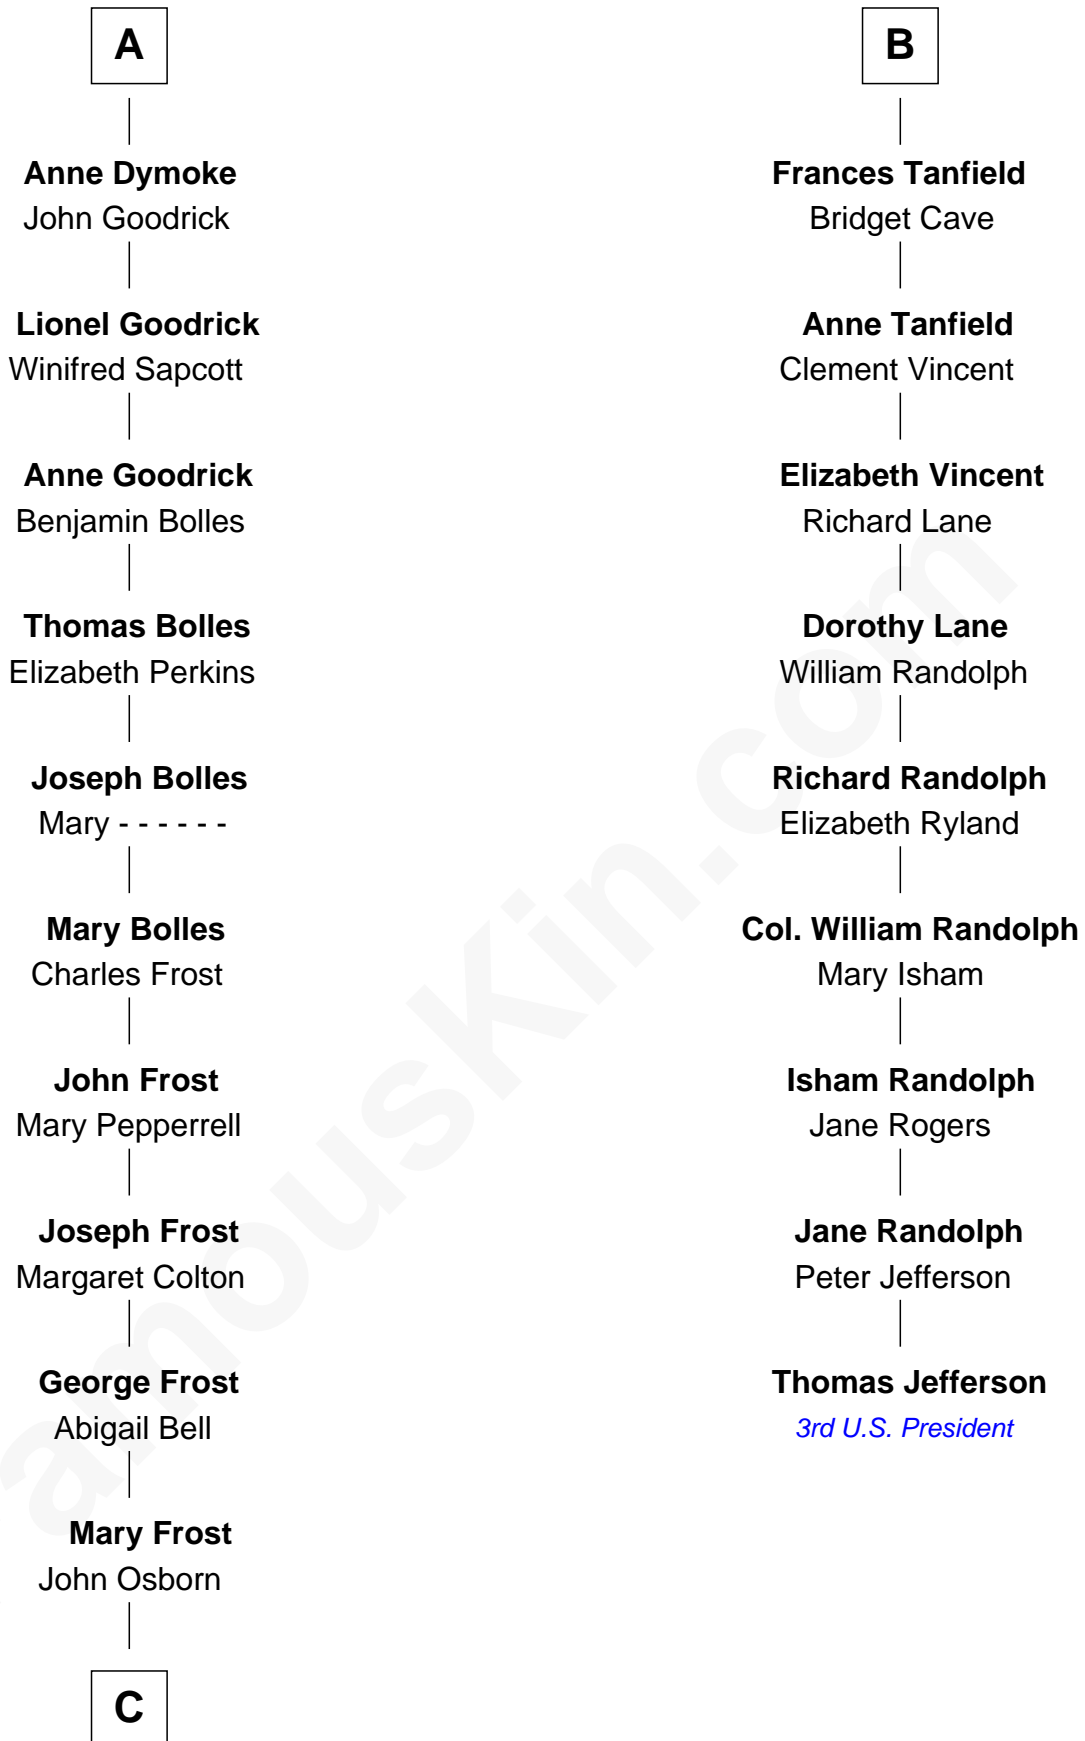 A
Anne Dymoke
John Goodrick
Lionel Goodrick
Winifred Sapcott
Anne Goodrick
Benjamin Bolles
Thomas Bolles
Elizabeth Perkins
Joseph Bolles
Mary - - - - - -
Mary Bolles
Charles Frost
John Frost
Mary Pepperrell
Joseph Frost
Margaret Colton
George Frost
Abigail Bell
Mary Frost
John Osborn
C
B
Frances Tanfield
Bridget Cave
Anne Tanfield
Clement Vincent
Elizabeth Vincent
Richard Lane
Dorothy Lane
William Randolph
Richard Randolph
Elizabeth Ryland
Col. William Randolph
Mary Isham
Isham Randolph
Jane Rogers
Jane Randolph
Peter Jefferson
Thomas Jefferson
3rd U.S. President
amousKin.com